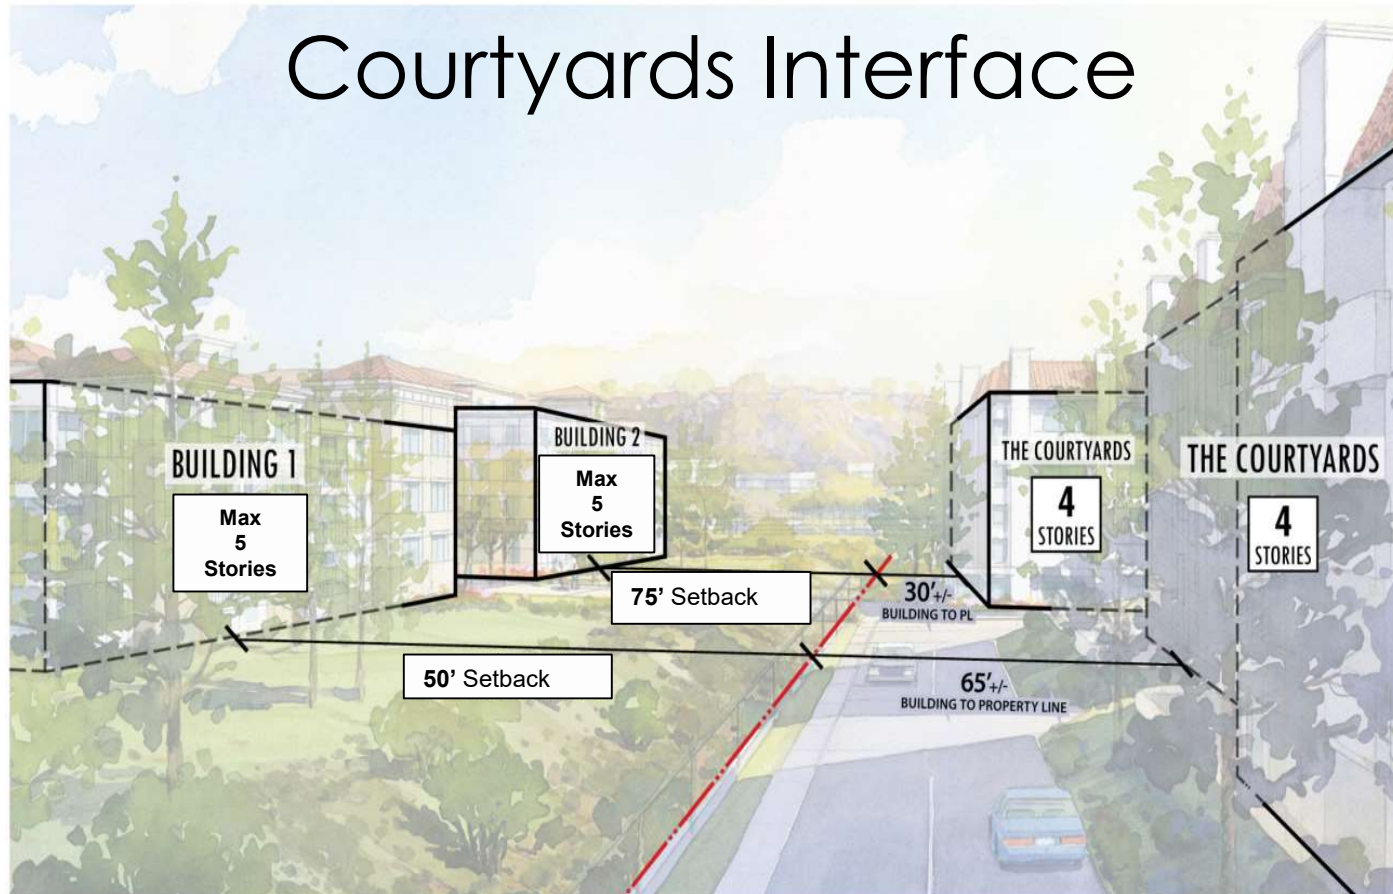 Courtyards Interface
BUILDING 1
Max
5
Stories
BUILDING 2
Max
5
Stories
THE COURTYARDS
4
STORIES
THE COURTYARDS
4
STORIES
75’ Setback
30’+/-
BUILDING TO PL
50’ Setback
65’+/-
BUILDING TO PROPERTY LINE